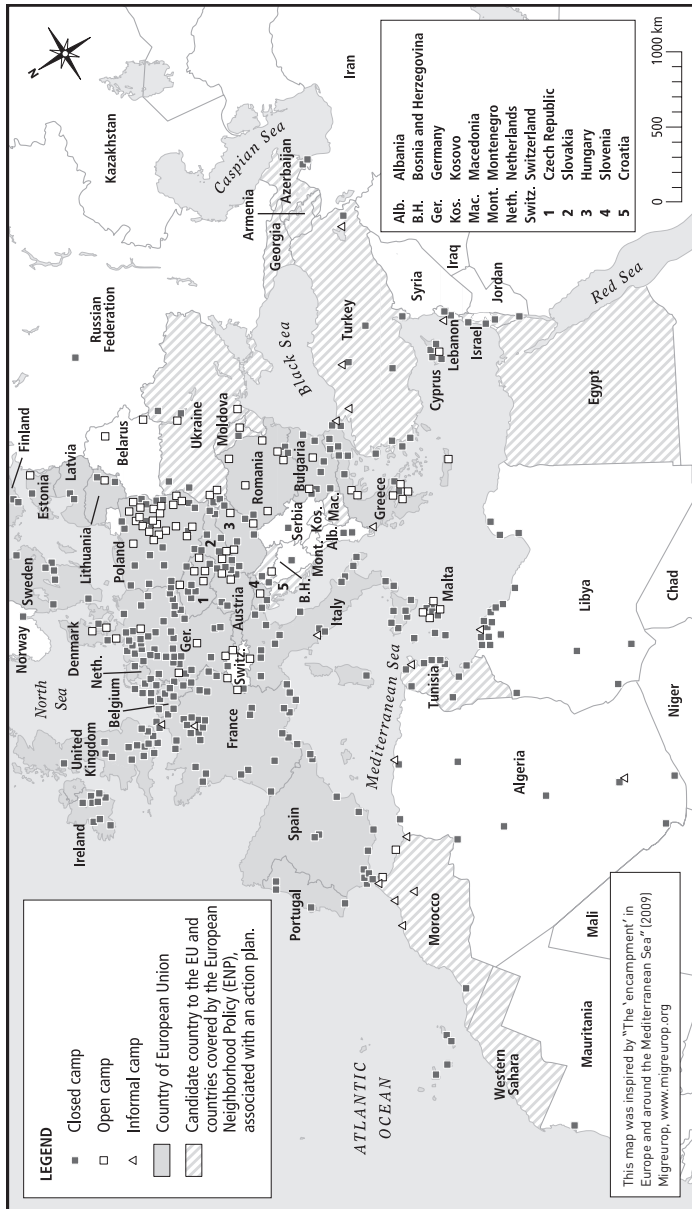 LEGEND
Closed camp
Open camp
Informal camp
Country of European Union
Candidate country to the EU and
countries covered by the European
Neighborhood Policy (ENP),
associated with an action plan.
ATLANTIC
OCEAN
North
Sea
Norway
Sweden
Finland
Estonia
Latvia
Lithuania
Russian
Federation
Kazakhstan
Denmark
Neth.
Belgium
United
Kingdom
Ireland
Poland
Belarus
Ger.
1
2
3
4
5
Ukraine
Moldova
France
Switz.
Austria
Romania
B.H.
Serbia
Bulgaria
Mont.
Kos.
Alb.
Mac.
Italy
Greece
Black Sea
Caspian Sea
Georgia
Armenia
Azerbaijan
Iran
Turkey
Portugal
Spain
Mediterranean Sea
Malta
Cyprus
Lebanon
Israel
Syria
Iraq
Jordan
Red Sea
Morocco
Western
Sahara
Mauritania
Mali
Algeria
Tunisia
Libya
Egypt
Niger
Chad
N
Alb. Albania
B.H. Bosnia and Herzegovina
Ger. Germany
Kos. Kosovo
Mac. Macedonia
Mont. Montenegro
Neth. Netherlands
Switz. Switzerland
1 Czech Republic
2 Slovakia
3 Hungary
4 Slovenia
5 Croatia
0 500 1000 km
This map was inspired by "The 'encampment' in
Europe and around the Mediterranean Sea" (2009)
Migreurop, www.migreurop.org